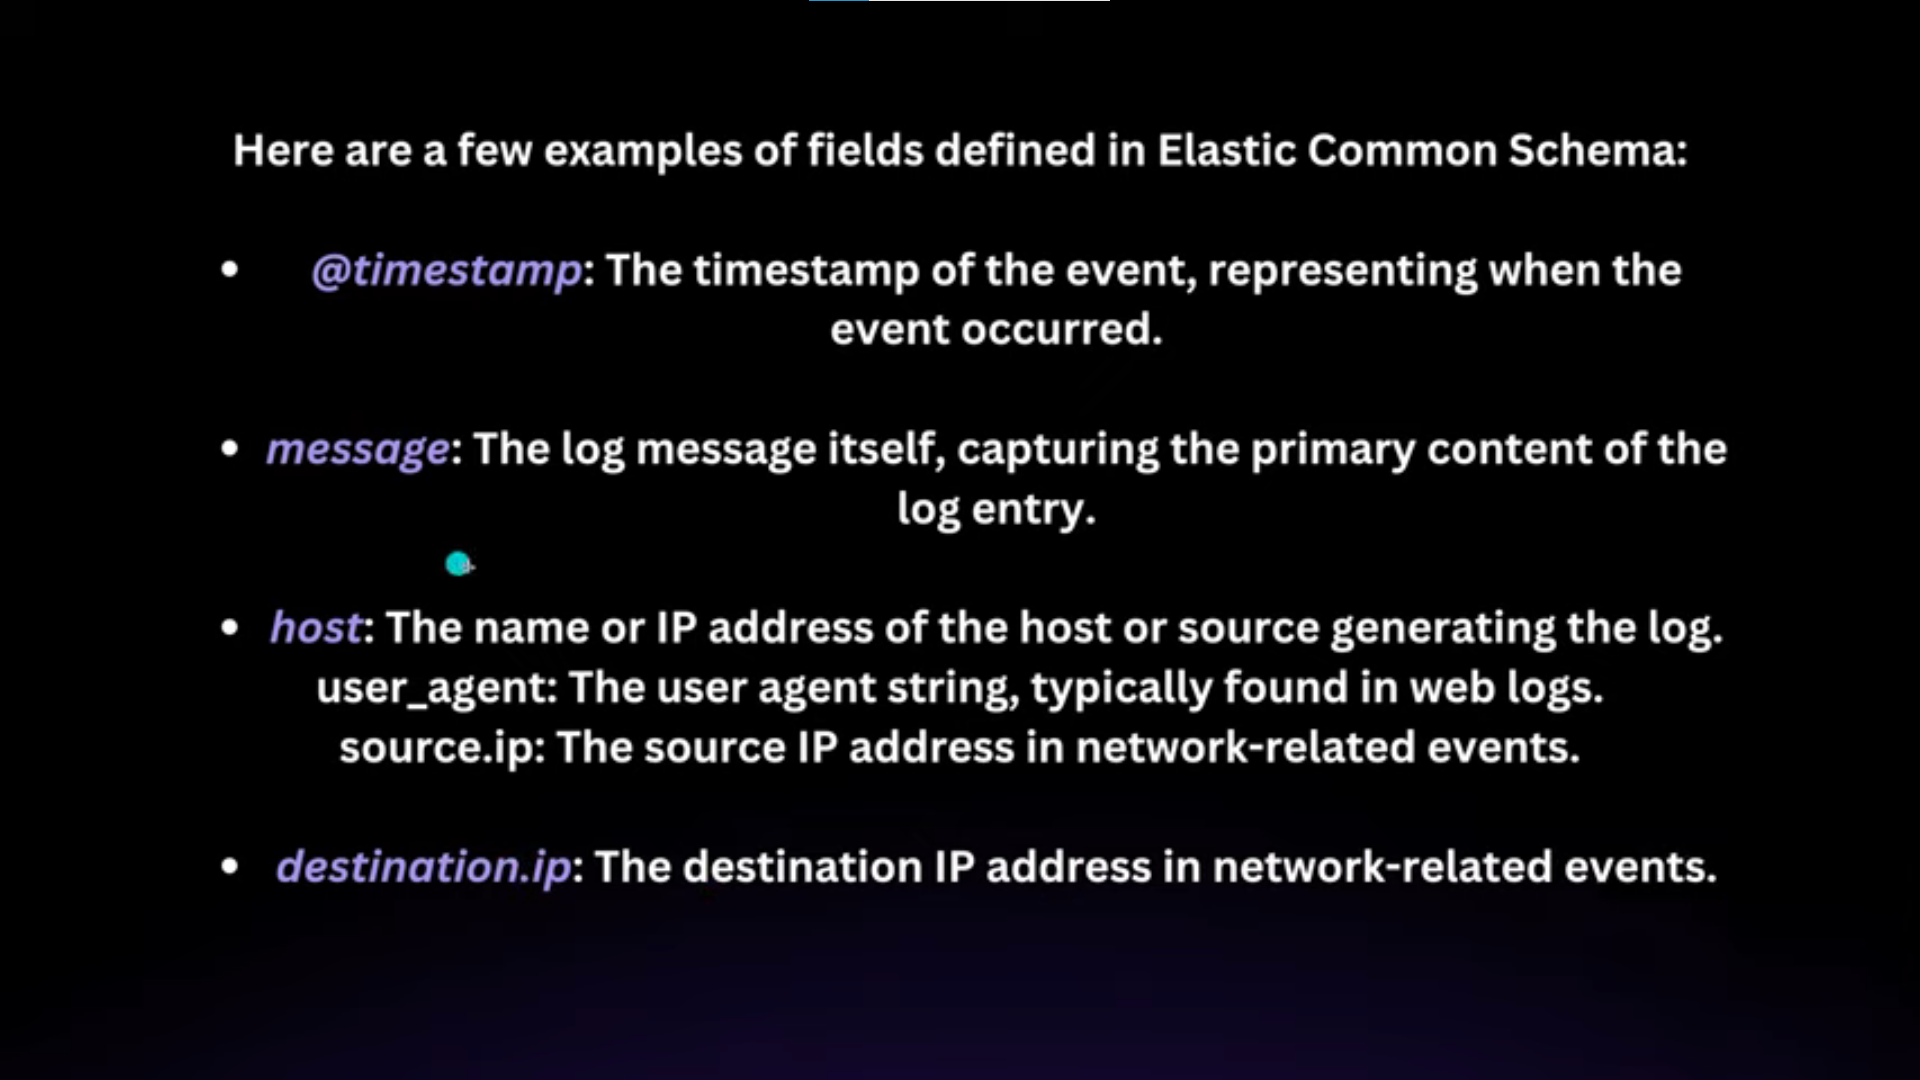 Here are a few examples of fields defined in Elastic Common Schema:
• @timestamp: The timestamp of the event, representing when the
event occurred.
• message: The log message itself, capturing the primary content of the
log entry.
• host: The name or IP address of the host or source generating the log.
user_agent: The user agent string, typically found in web logs.
source.ip: The source IP address in network-related events.
• destination.ip: The destination IP address in network-related events.